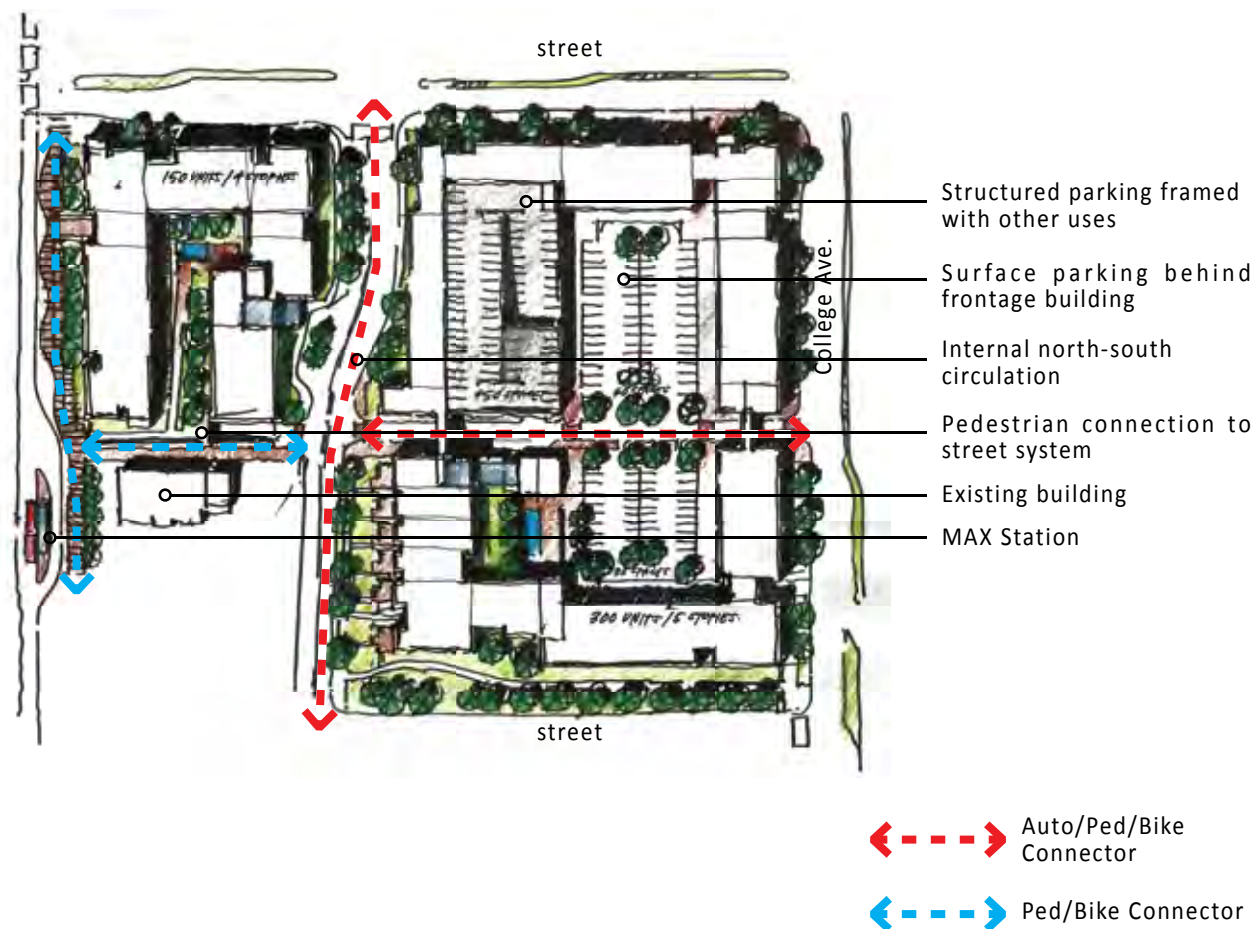 street
150 UNITS / 4 STORIES
Structured parking framed
with other uses
Surface parking behind
frontage building
College Ave.
Internal north-south
circulation
Pedestrian connection to
street system
Existing building
MAX Station
300 UNITS / 5 STORIES
street
Auto/Ped/Bike
Connector
Ped/Bike Connector